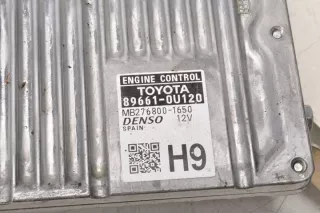 ENGINE CONTROL
TOYOTA
89661-0U120
MB276800-1650
DENSO 12V
SPAIN
H9